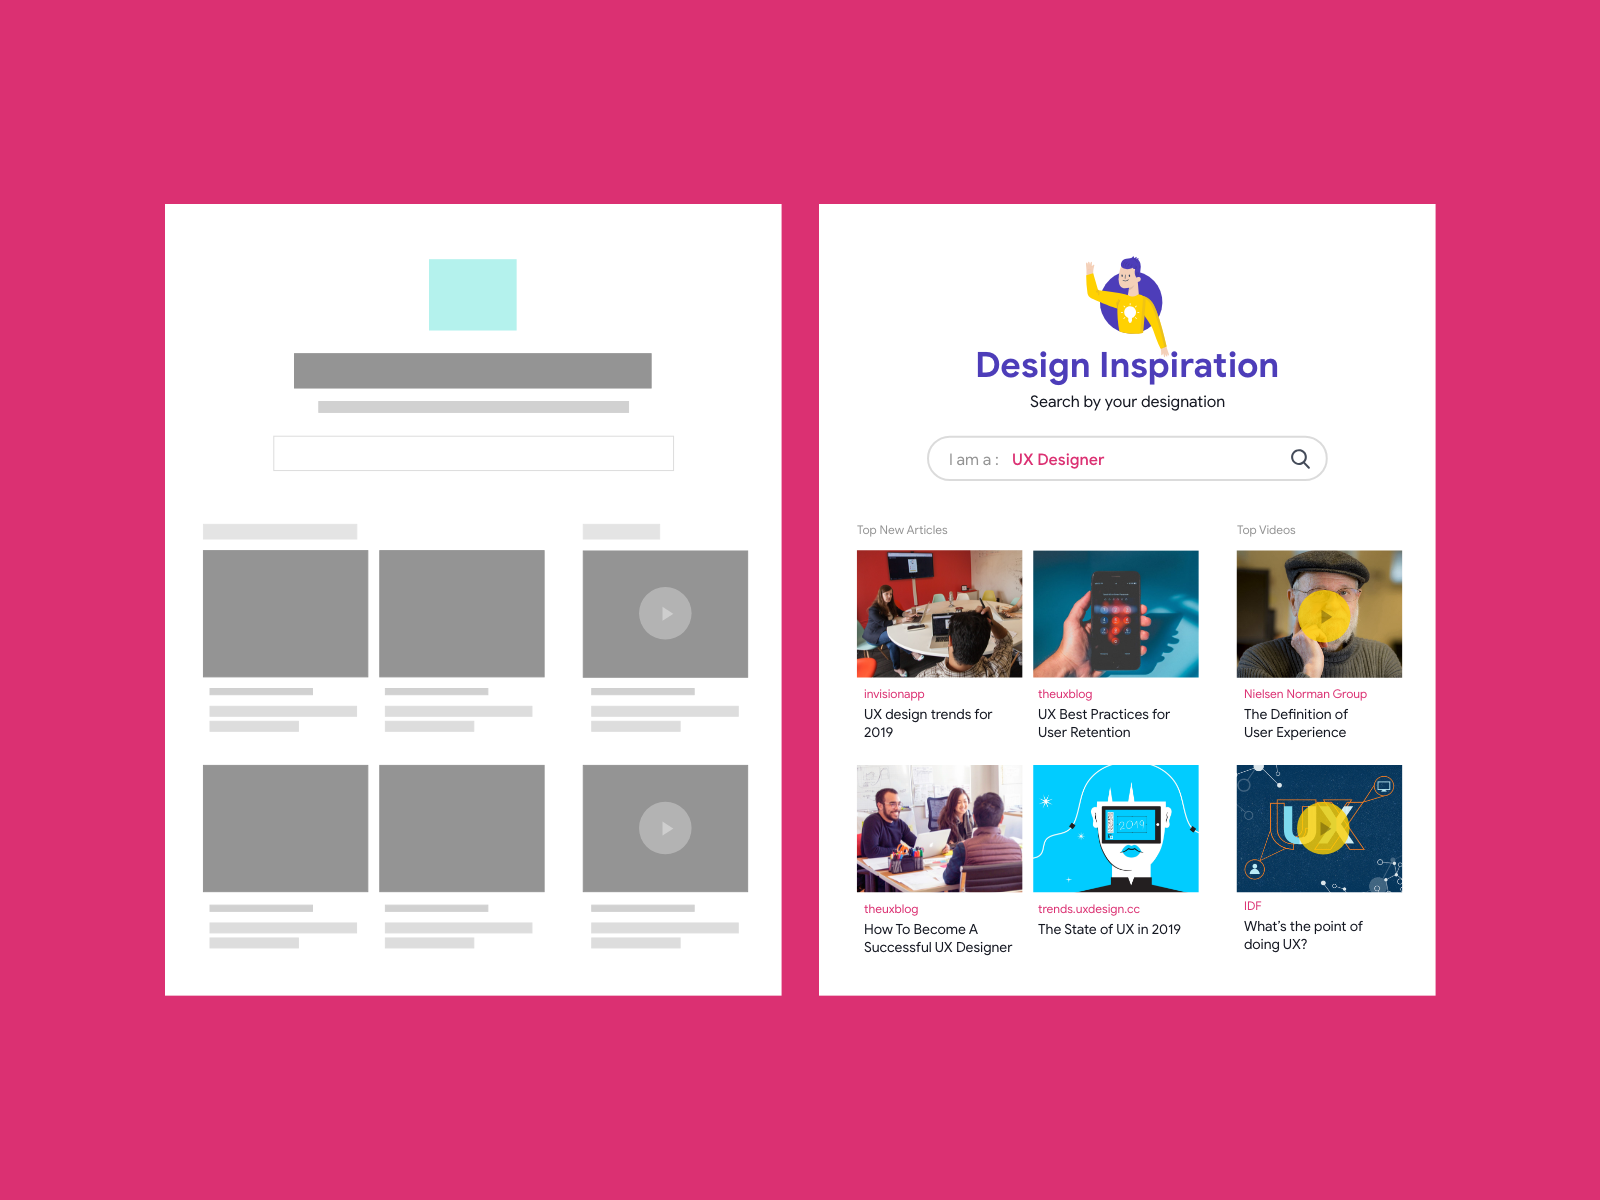 Design Inspiration
Search by your designation
I am a : UX Designer
Top New Articles
Top Videos
invisionapp
UX design trends for
2019
theuxblog
UX Best Practices for
User Retention
Nielsen Norman Group
The Definition of
User Experience
2019
UX
theuxblog
How To Become A
Successful UX Designer
trends.uxdesign.cc
The State of UX in 2019
IDF
What's the point of
doing UX?